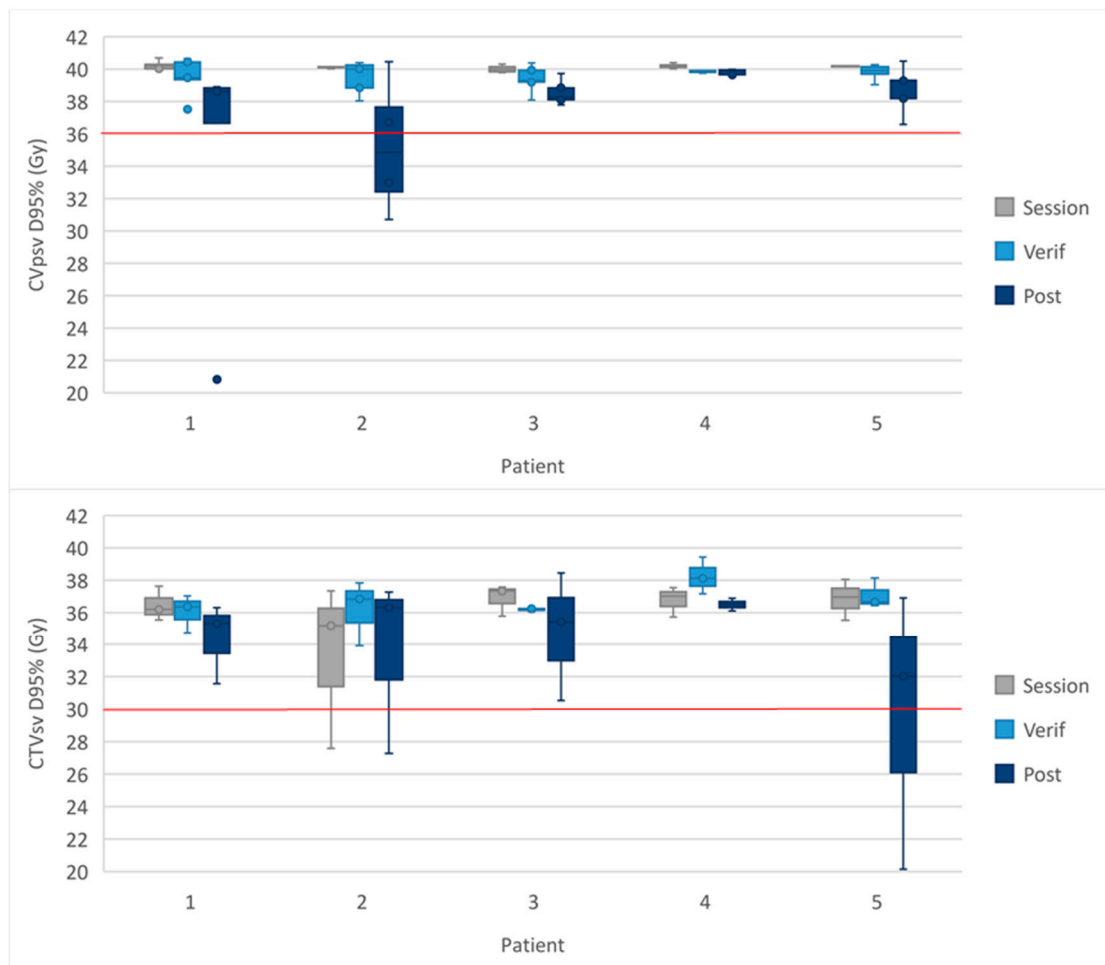 42
40
38
36
34
32
30
28
26
24
22
20
CVpsv D95% (Gy)
1 2 3 4 5
Patient
Session
Verif
Post
42
40
38
36
34
32
30
28
26
24
22
20
CTVsv D95% (Gy)
1 2 3 4 5
Patient
Session
Verif
Post